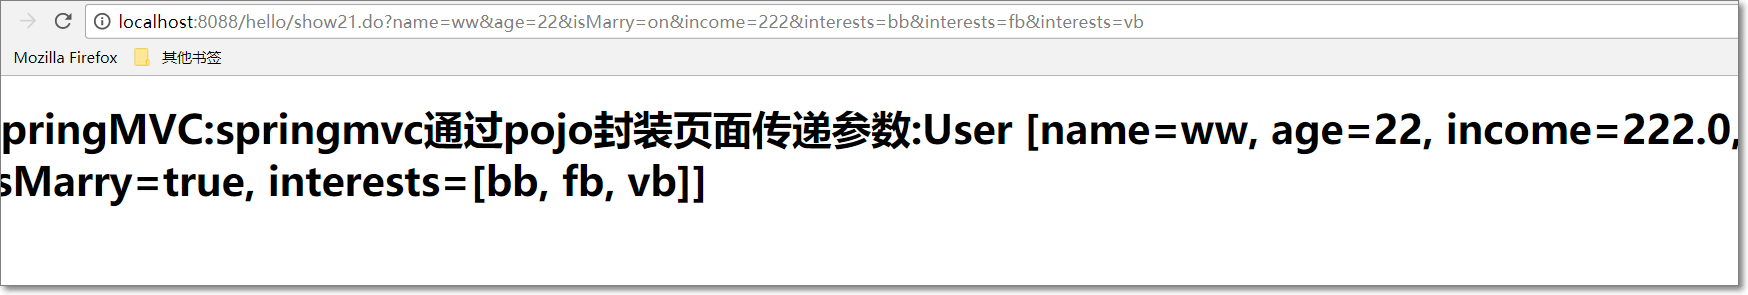 localhost:8088/hello/show21.do?name=ww&age=22&isMarry=on&income=222&interests=bb&interests=fb&interests=vb
Mozilla Firefox 其他书签
pringMVC:springmvc通过pojo封装页面传递参数:User [name=ww, age=22, income=222.0,
sMarry=true, interests=[bb, fb, vb]]